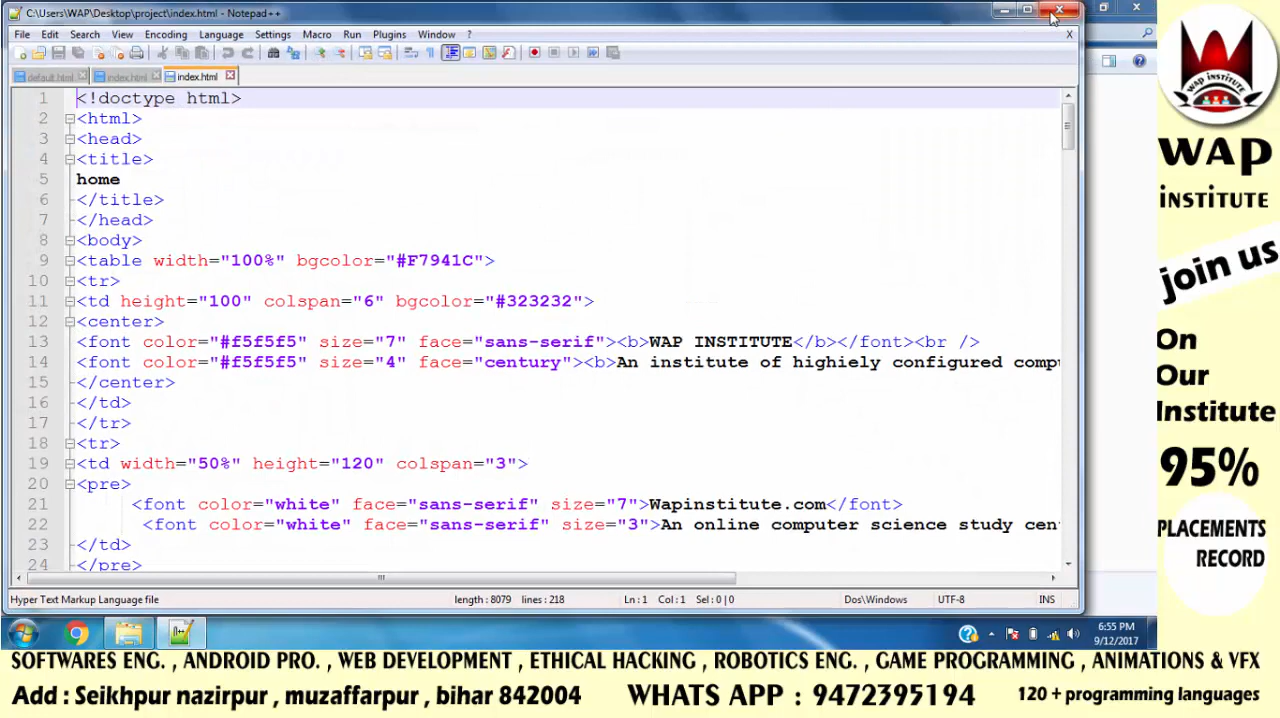 C:\Users\WAP\Desktop\project\index.html - Notepad++
File Edit Search View Encoding Language Settings Macro Run Plugins Window ? X
default.html index.html index.html
1 <!doctype html>
2 <html>
3 <head>
4 <title>
5 home
6 </title>
7 </head>
8 <body>
9 <table width="100%" bgcolor="#F7941C">
10 <tr>
11 <td height="100" colspan="6" bgcolor="#323232">
12 <center>
13 <font color="#f5f5f5" size="7" face="sans-serif"><b>WAP INSTITUTE</b></font><br />
14 <font color="#f5f5f5" size="4" face="century"><b>An institute of highiely configured compu
15 </center>
16 </td>
17 </tr>
18 <tr>
19 <td width="50%" height="120" colspan="3">
20 <pre>
21 <font color="white" face="sans-serif" size="7">Wapinstitute.com</font>
22 <font color="white" face="sans-serif" size="3">An online computer science study cen
23 </td>
24 </pre>
Hyper Text Markup Language file length : 8079 lines : 218 Ln : 1 Col : 1 Sel : 0 | 0 Dos\Windows UTF-8 INS
6:55 PM
9/12/2017
WAP INSTITUTE
WAP
INSTITUTE
join us
On
Our
Institute
95%
PLACEMENTS
RECORD
SOFTWARES ENG. , ANDROID PRO. , WEB DEVELOPMENT , ETHICAL HACKING , ROBOTICS ENG. , GAME PROGRAMMING , ANIMATIONS & VFX
Add : Seikhpur nazirpur , muzaffarpur , bihar 842004 WHATS APP : 9472395194 120 + programming languages